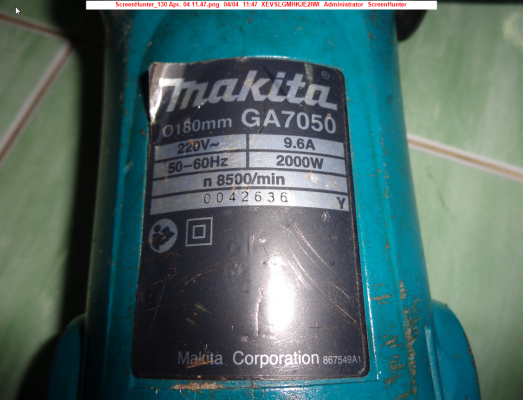 ScreenHunter_130 Apr. 04 11.47.png 04/04 11:47 XEVSLGMHKJE2IWI Administrator ScreenHunter
makita
O180mm GA7050
220V~ 9.6A
50-60Hz 2000W
n 8500/min
0042636 Y
Makita Corporation 867549A1